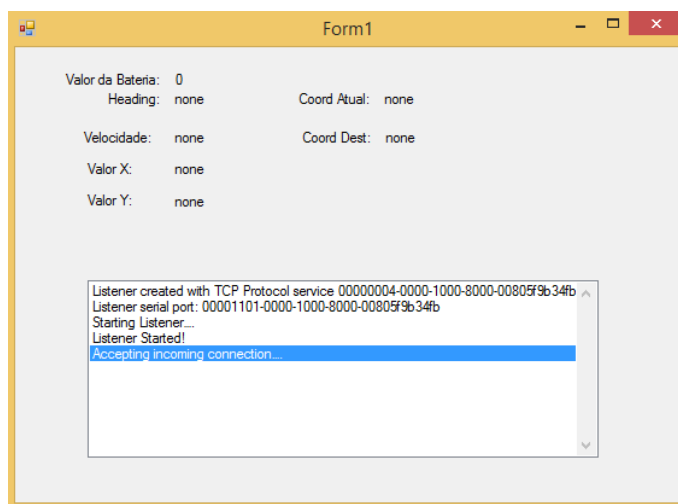 Form1
Valor da Bateria: 0
Heading: none Coord Atual: none
Velocidade: none Coord Dest: none
Valor X: none
Valor Y: none
Listener created with TCP Protocol service 00000004-0000-1000-8000-00805f9b34fb
Listener serial port: 00001101-0000-1000-8000-00805f9b34fb
Starting Listener....
Listener Started!
Accepting incoming connection....